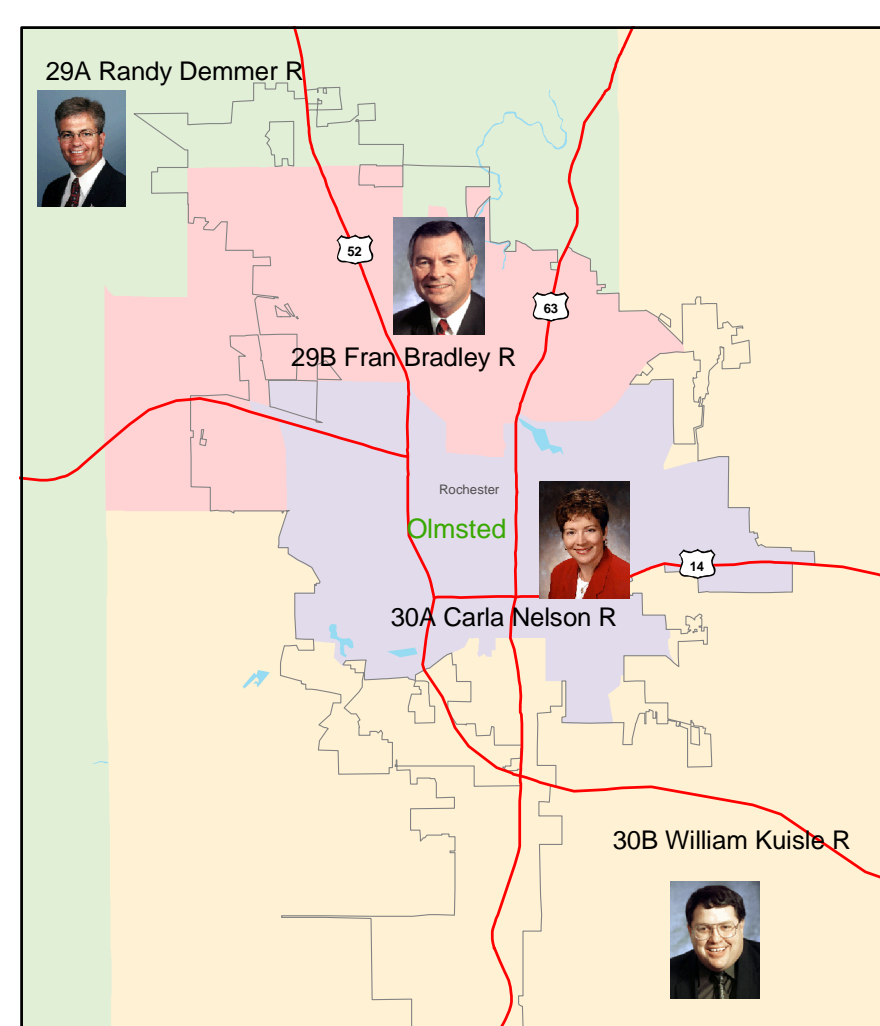 29A Randy Demmer R
52
63
29B Fran Bradley R
Rochester
Olmsted
14
30A Carla Nelson R
30B William Kuisle R